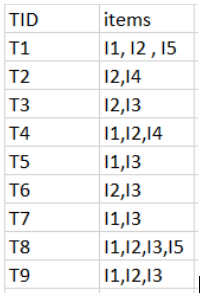 TID items
T1 I1, I2 , I5
T2 I2,I4
T3 I2,I3
T4 I1,I2,I4
T5 I1,I3
T6 I2,I3
T7 I1,I3
T8 I1,I2,I3,I5
T9 I1,I2,I3